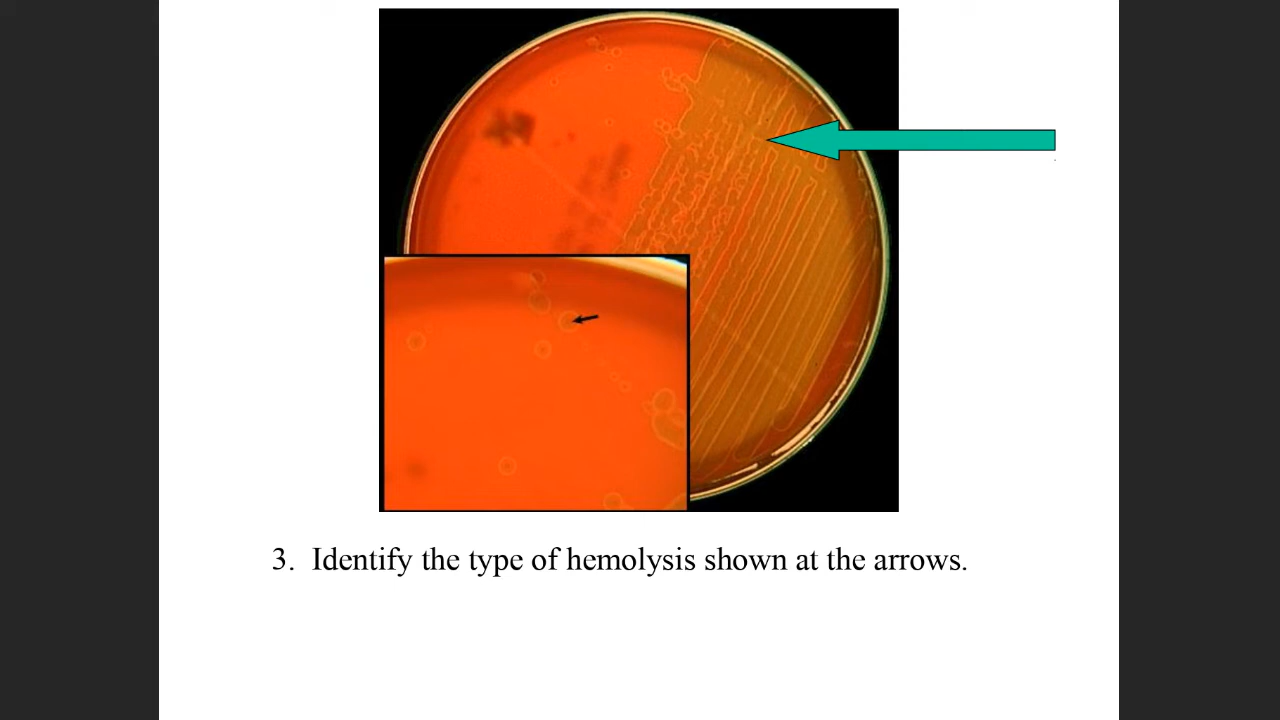 3. Identify the type of hemolysis shown at the arrows.